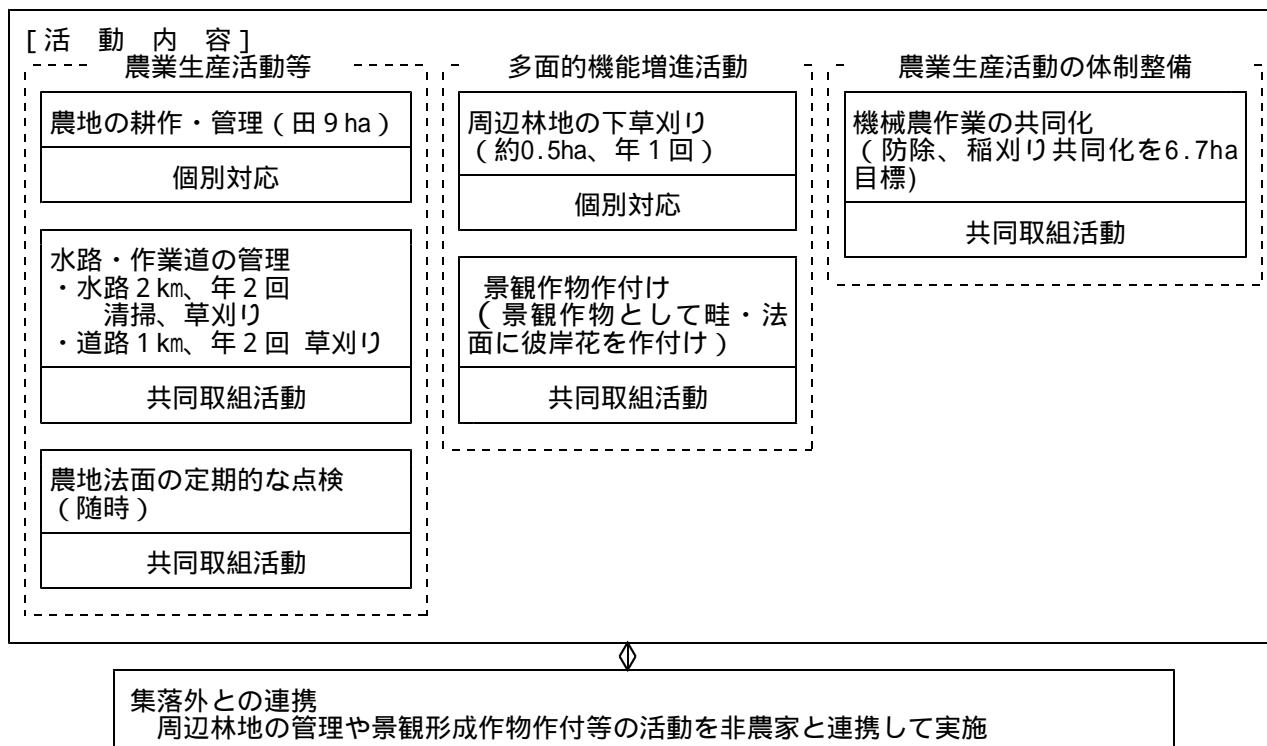 [活 動 内 容]
農業生産活動等
農地の耕作・管理(田9ha)
個別対応
水路・作業道の管理
・水路2km、年2回
清掃、草刈り
・道路1km、年2回 草刈り
共同取組活動
農地法面の定期的な点検
(随時)
共同取組活動
多面的機能増進活動
周辺林地の下草刈り
(約0.5ha、年1回)
個別対応
景観作物作付け
(景観作物として畦・法
面に彼岸花を作付け)
共同取組活動
農業生産活動の体制整備
機械農作業の共同化
(防除、稲刈り共同化を6.7ha
目標)
共同取組活動
集落外との連携
周辺林地の管理や景観形成作物作付等の活動を非農家と連携して実施